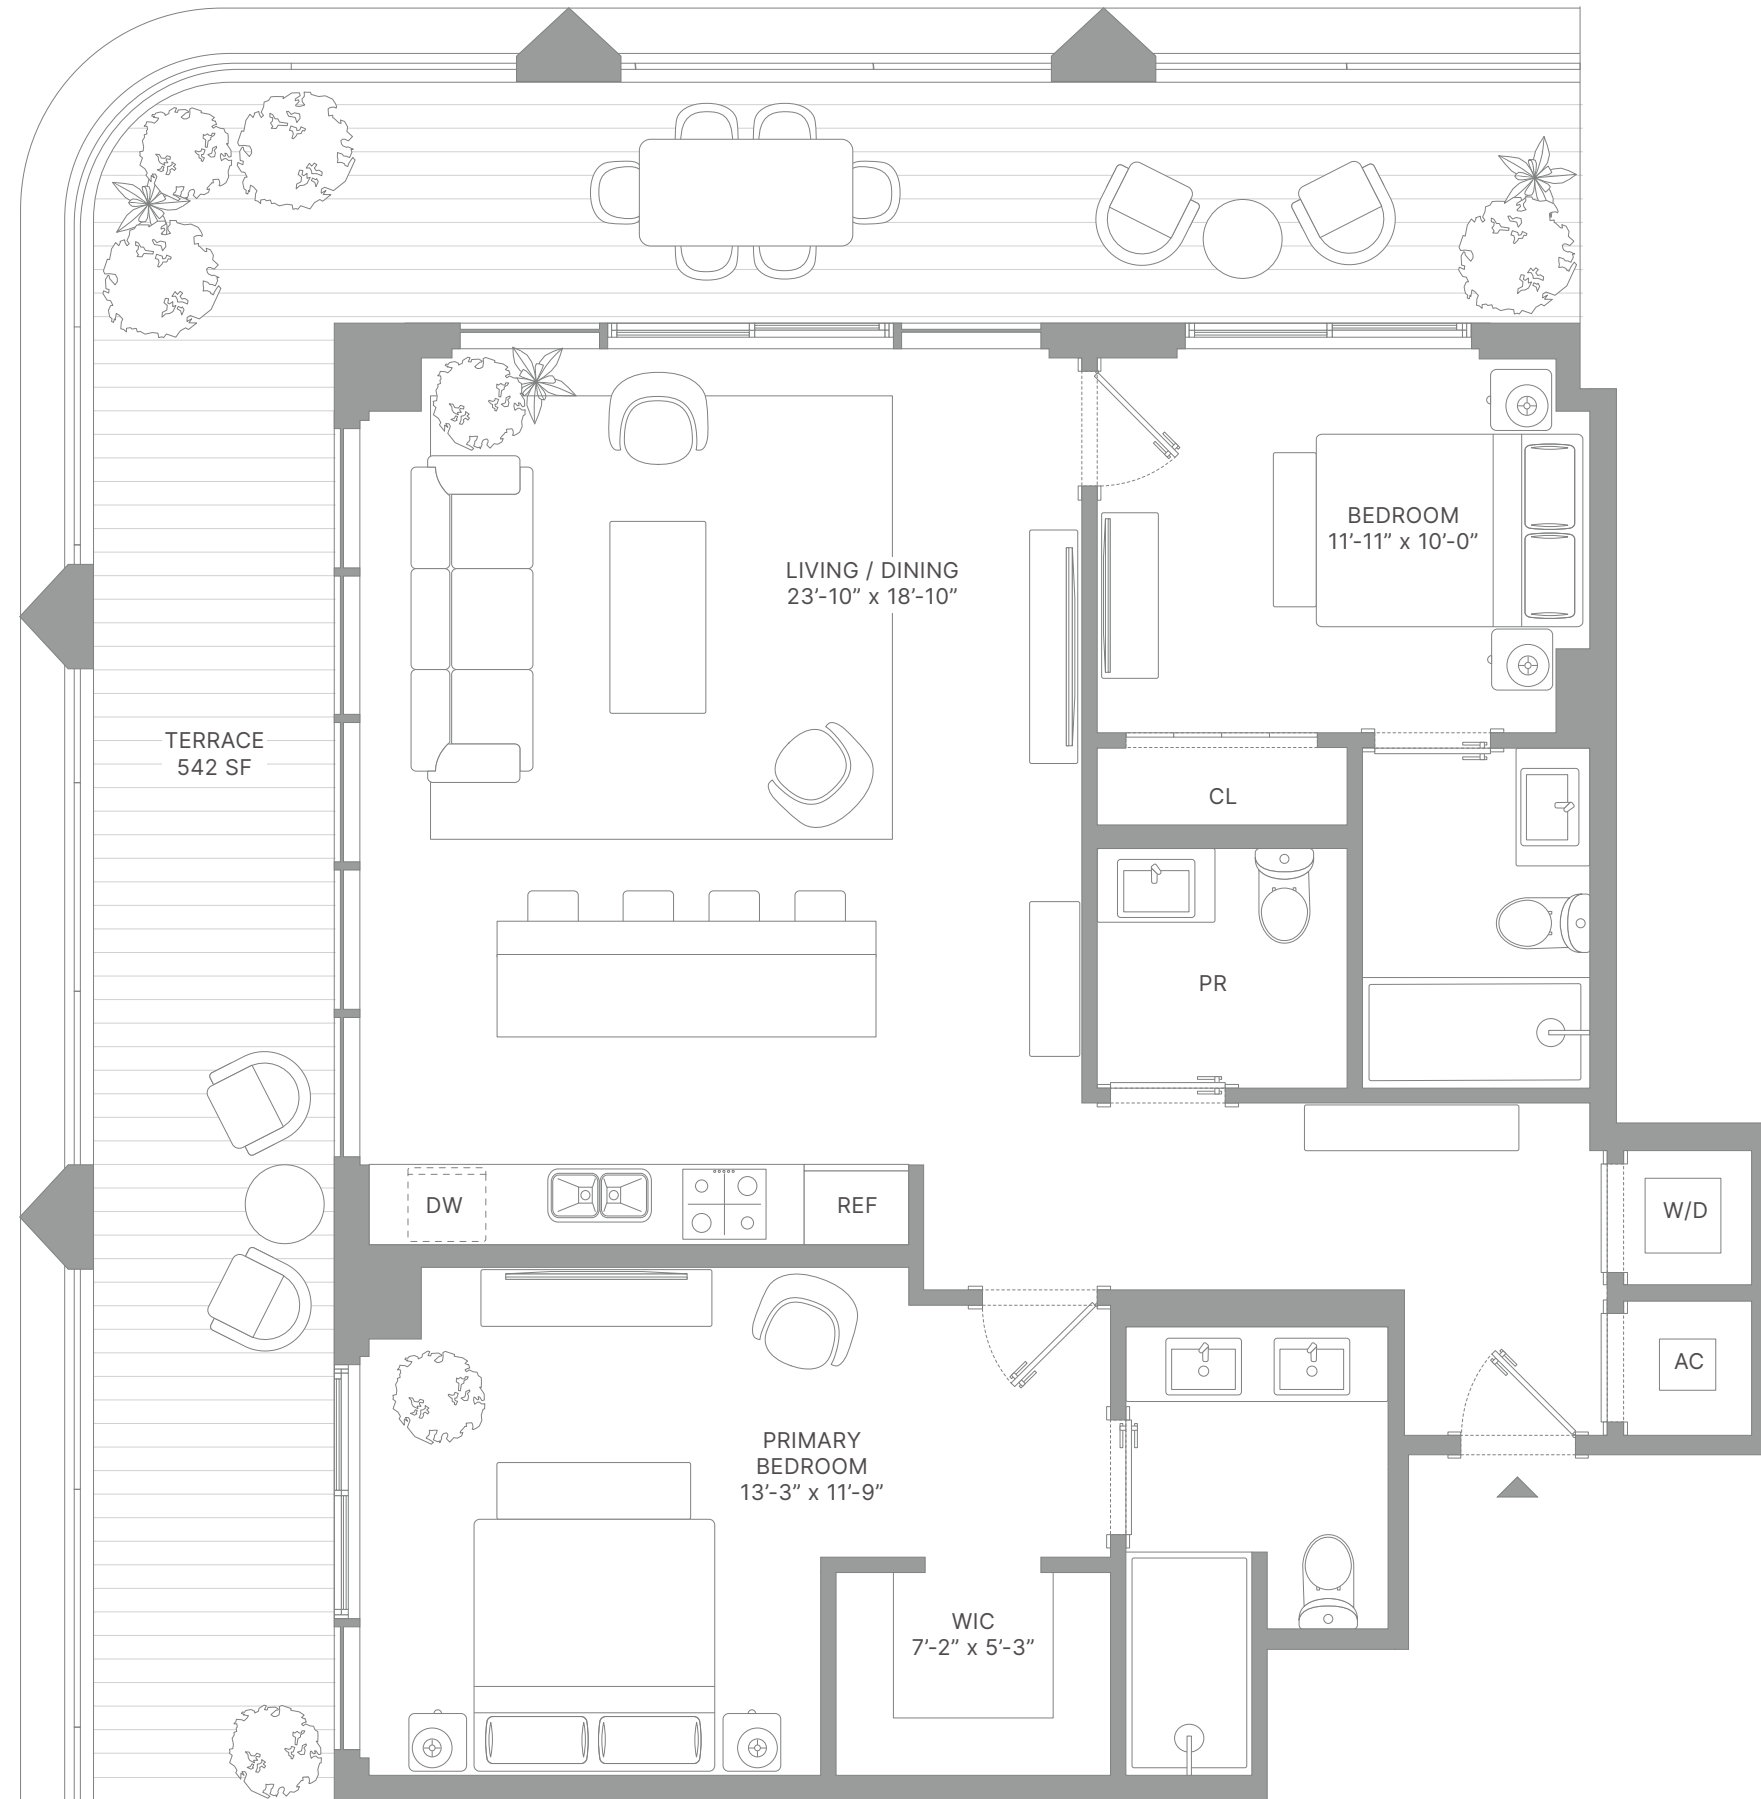 BEDROOM
11’-11” x 10’-0”
LIVING / DINING
23’-10” x 18’-10”
TERRACE
542 SF
CL
PR
DW
REF
W/D
AC
PRIMARY
BEDROOM
13’-3” x 11’-9”
WIC
7’-2” x 5’-3”